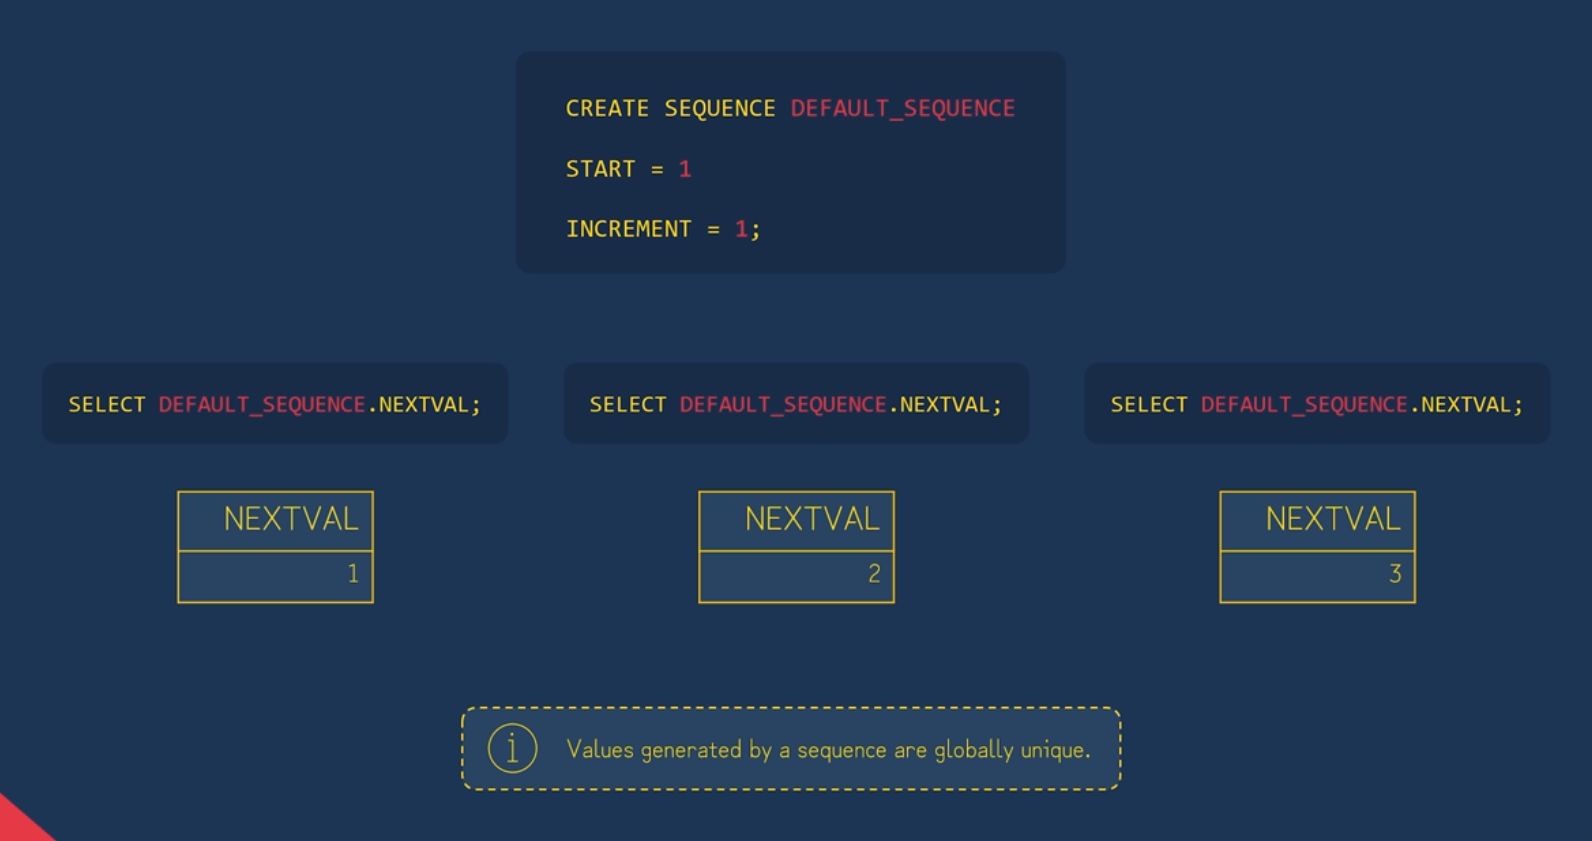 CREATE SEQUENCE DEFAULT_SEQUENCE
START = 1
INCREMENT = 1;
SELECT DEFAULT_SEQUENCE.NEXTVAL;
SELECT DEFAULT_SEQUENCE.NEXTVAL;
SELECT DEFAULT_SEQUENCE.NEXTVAL;
NEXTVAL
1
NEXTVAL
2
NEXTVAL
3
i
Values generated by a sequence are globally unique.